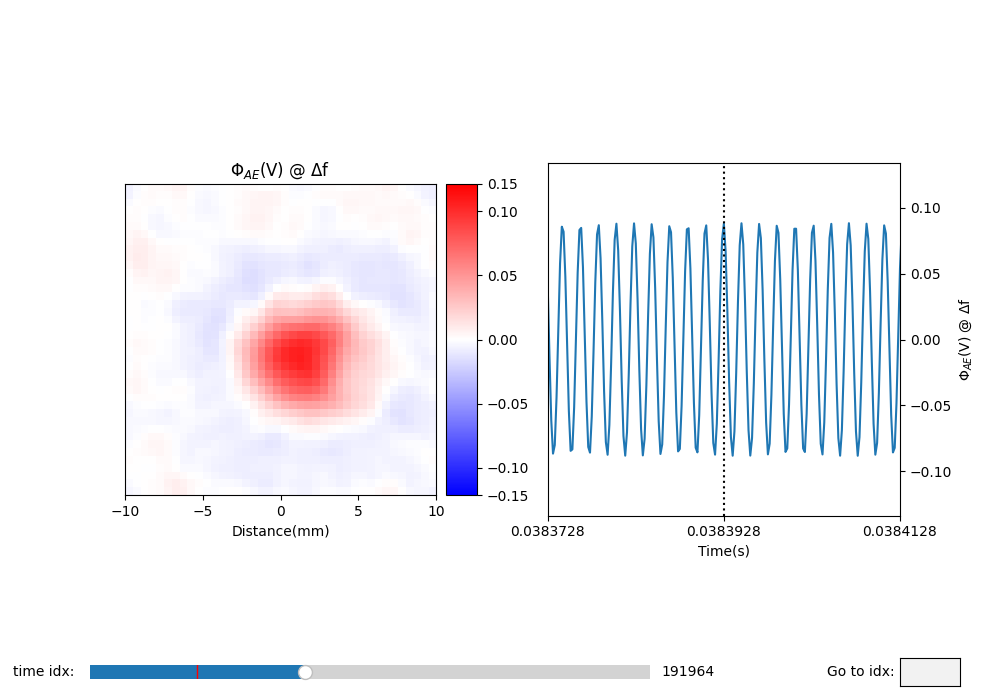 Φ_AE(V) @ Δf
0.15
0.10
0.05
0.00
−0.05
−0.10
−0.15
−10 −5 0 5 10
Distance(mm)
0.10
0.05
0.00
−0.05
−0.10
Φ_AE(V) @ Δf
0.0383728 0.0383928 0.0384128
Time(s)
time idx: 191964 Go to idx: